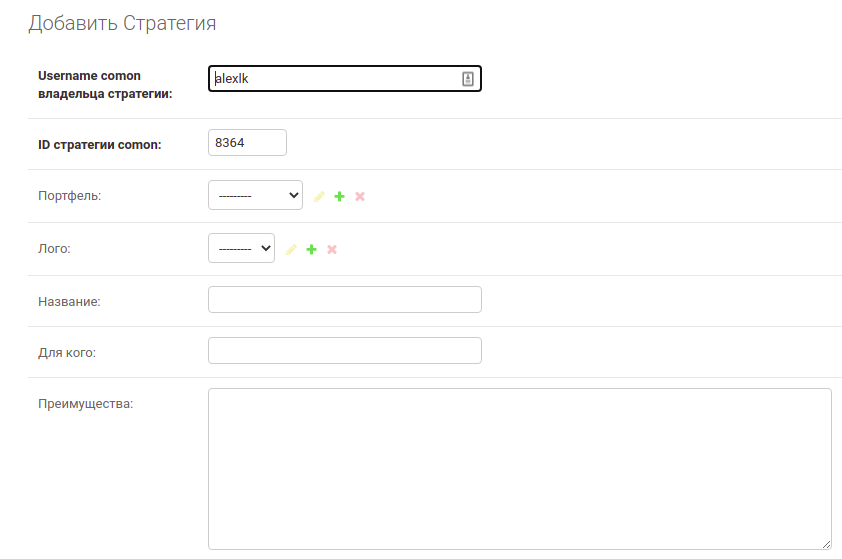 Добавить Стратегия
Username comon
владельца стратегии:
alexlk
ID стратегии comon:
8364
Портфель:
---------
Лого:
---------
Название:
Для кого:
Преимущества: